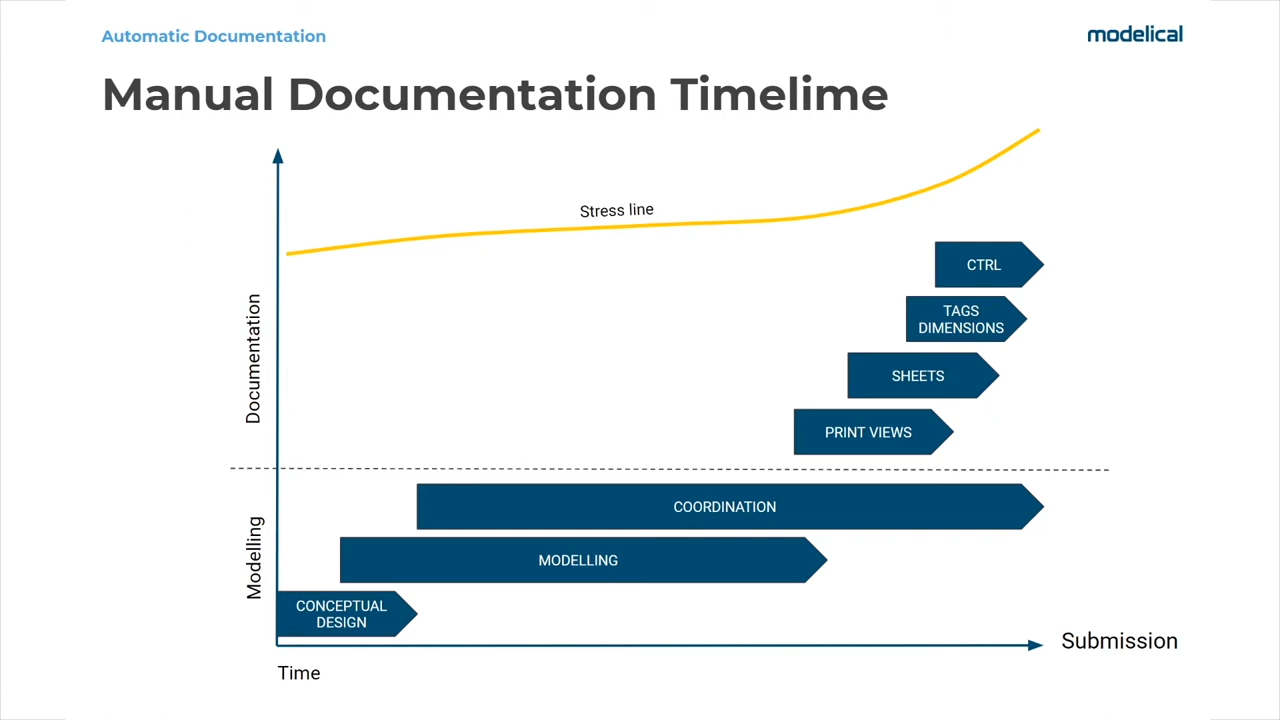 Automatic Documentation
modelical
Manual Documentation Timelime
Stress line
CTRL
TAGS
DIMENSIONS
Documentation
SHEETS
PRINT VIEWS
COORDINATION
Modelling
MODELLING
CONCEPTUAL
DESIGN
Submission
Time